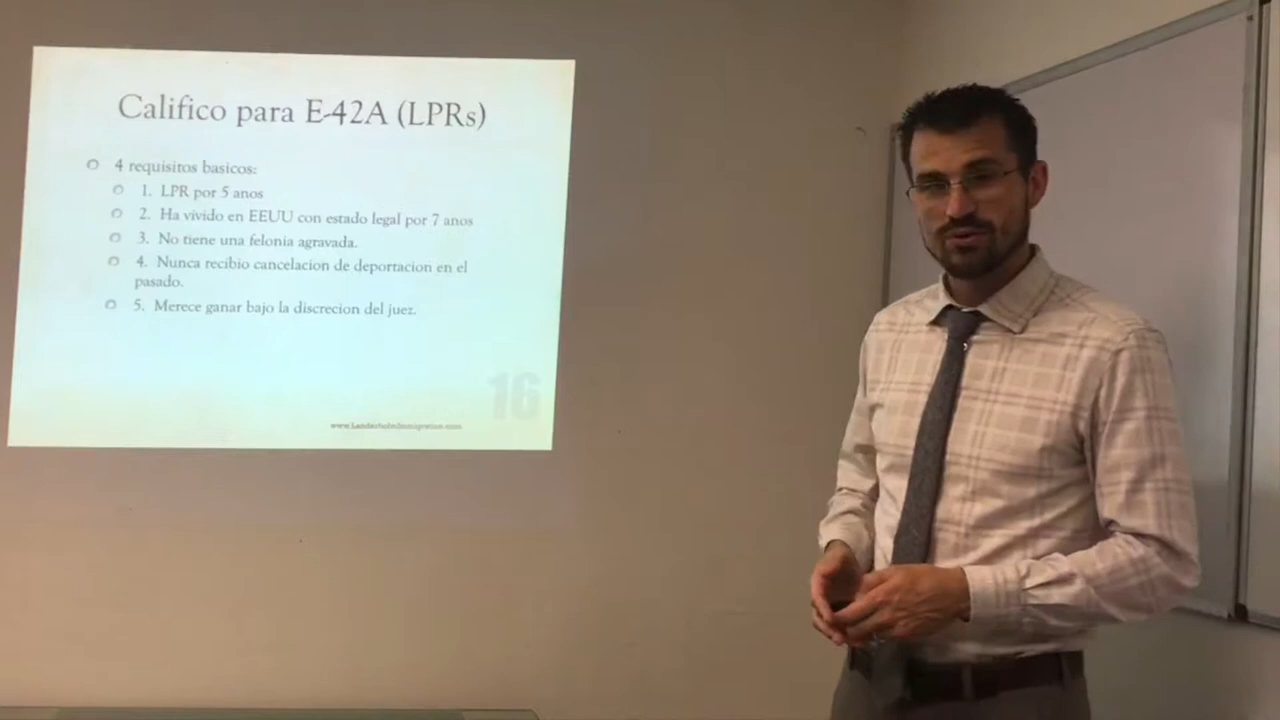 Califico para E-42A (LPRs)
4 requisitos basicos:
1. LPR por 5 anos
2. Ha vivido en EEUU con estado legal por 7 anos
3. No tiene una felonia agravada.
4. Nunca recibio cancelacion de deportacion en el
pasado.
5. Merece ganar bajo la discrecion del juez.
16